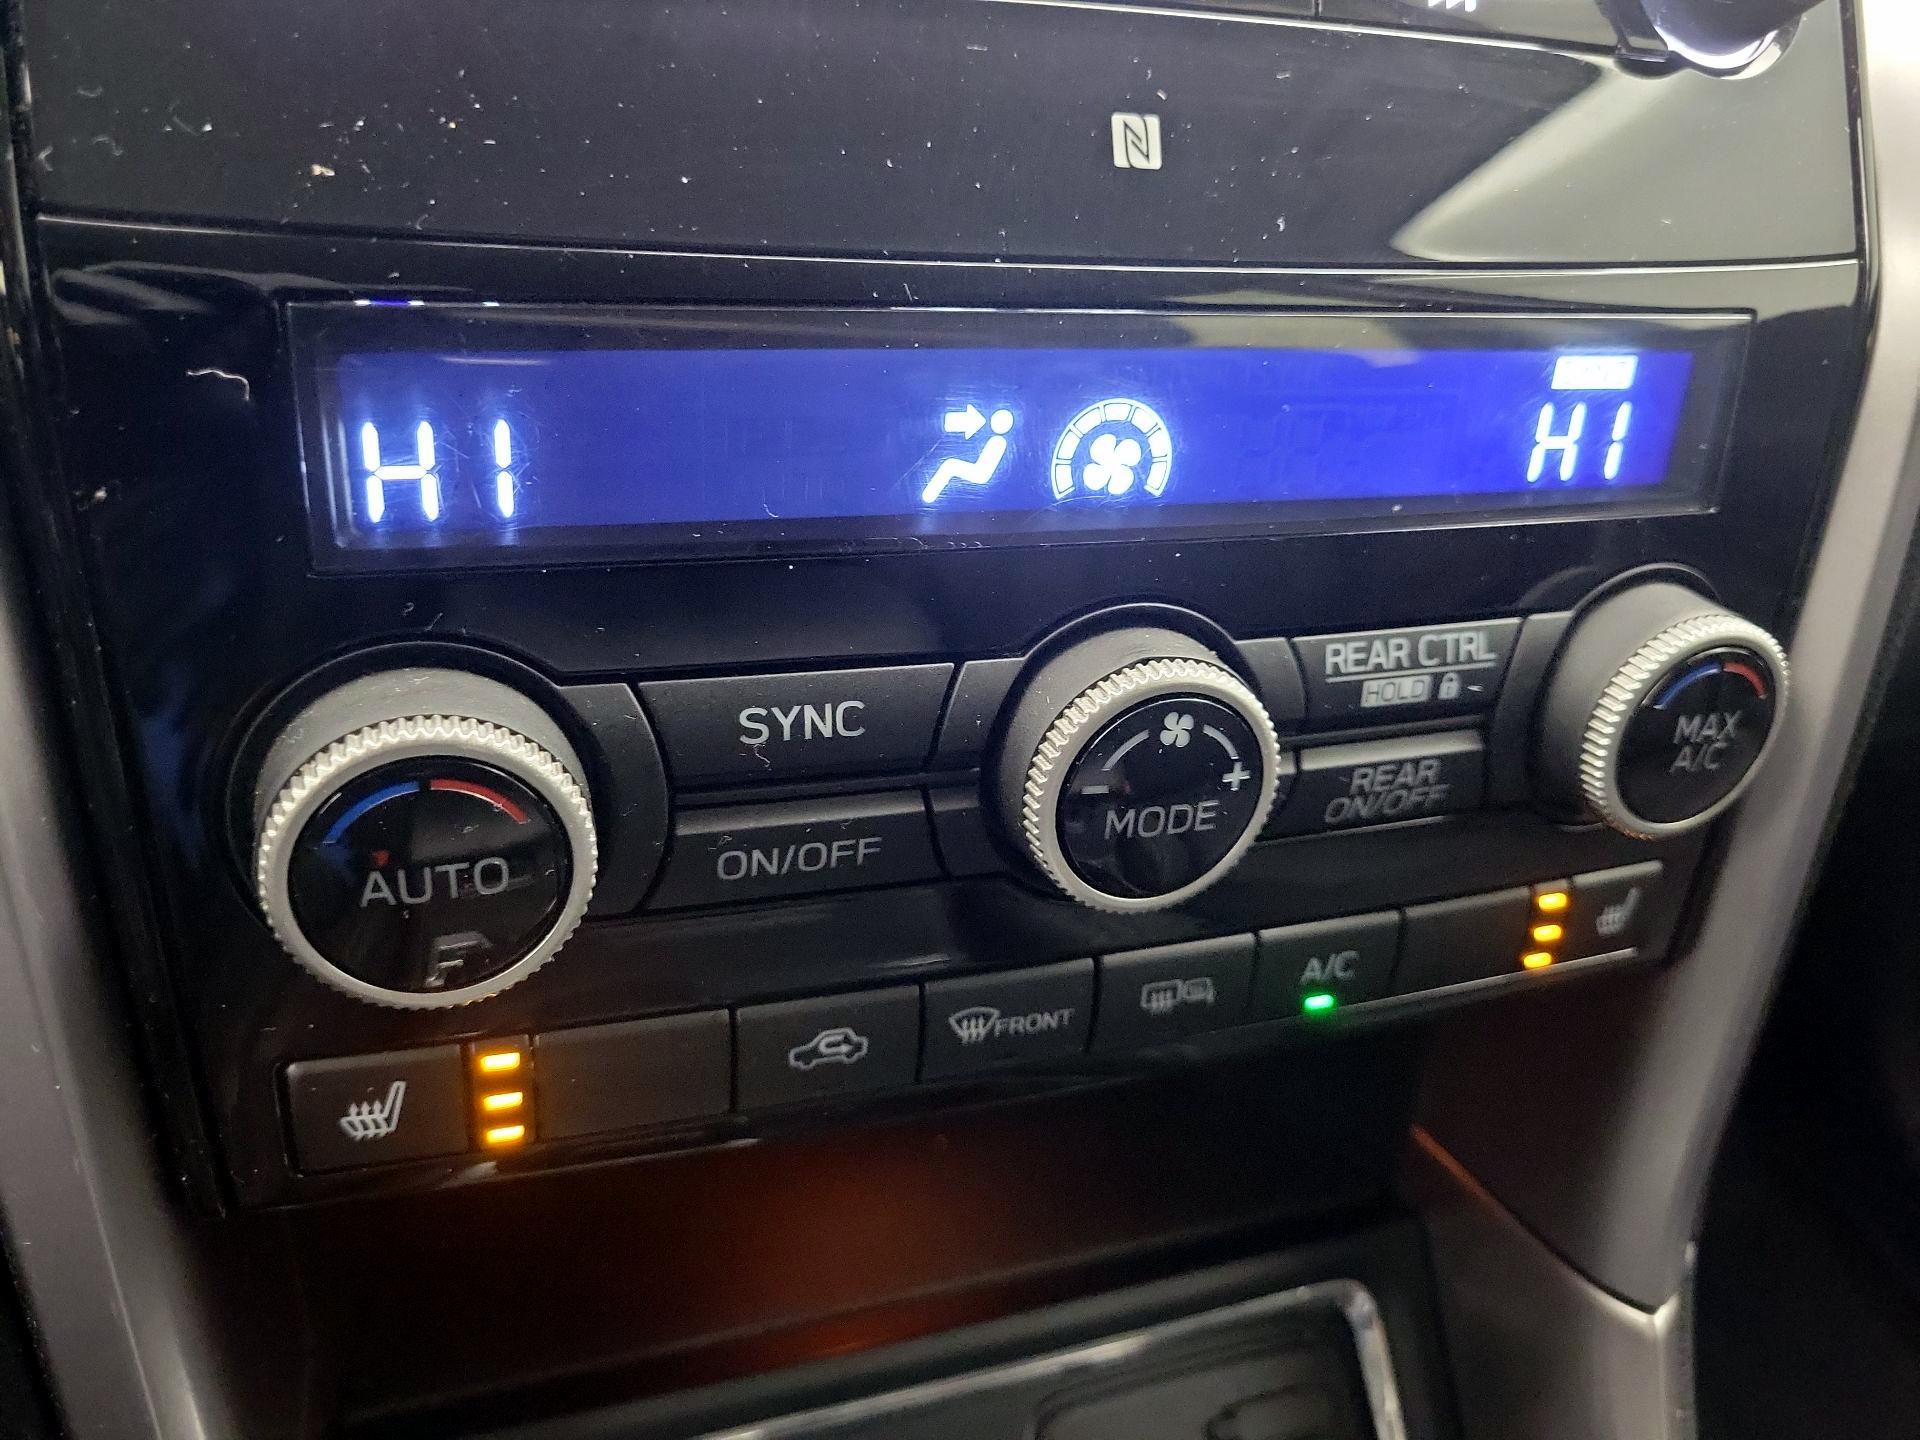 HI
HI
SYNC
REAR CTRL
HOLD
MAX
A/C
AUTO
ON/OFF
MODE
- +
REAR
ON/OFF
FRONT
A/C